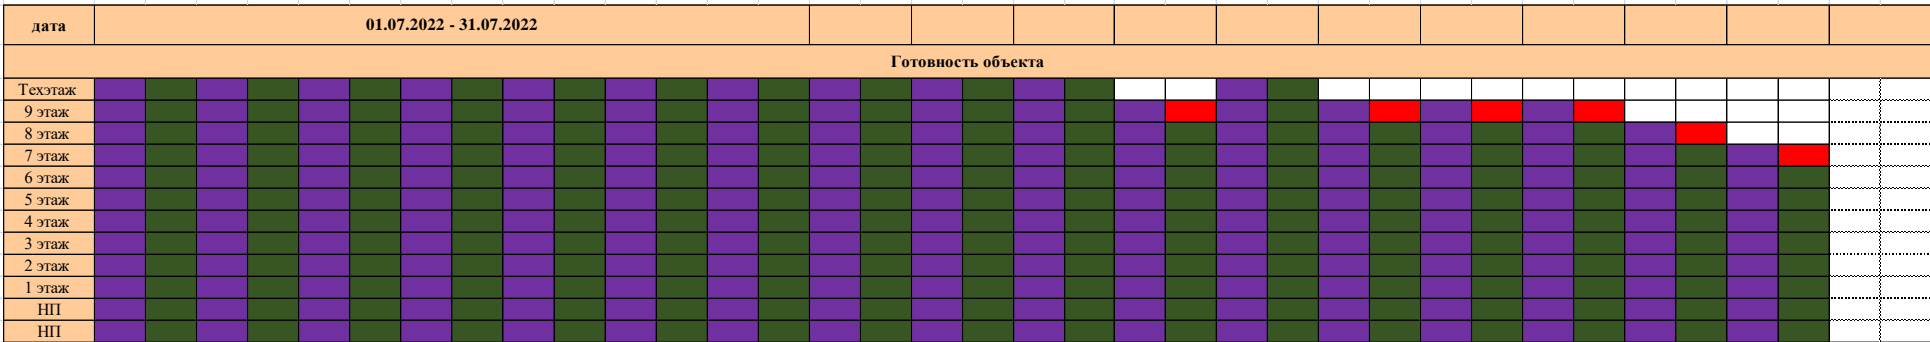 дата
01.07.2022 - 31.07.2022
Готовность объекта
Техэтаж
9 этаж
8 этаж
7 этаж
6 этаж
5 этаж
4 этаж
3 этаж
2 этаж
1 этаж
НП
НП